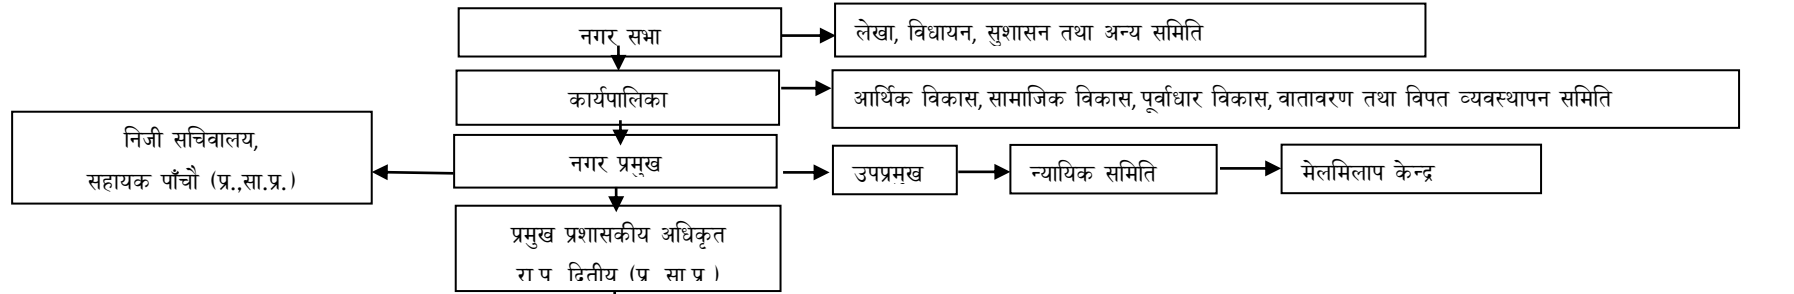 नगर सभा
लेखा, विधायन, सुशासन तथा अन्य समिति
कार्यपालिका
आर्थिक विकास, सामाजिक विकास, पूर्वाधार विकास, वातावरण तथा विपत व्यवस्थापन समिति
निजी सचिवालय,
सहायक पाँचौ (प्र.,सा.प्र.)
नगर प्रमुख
उपप्रमुख
न्यायिक समिति
मेलमिलाप केन्द्र
प्रमुख प्रशासकीय अधिकृत
रा.प. द्वितीय (प्र. सा.प्र.)